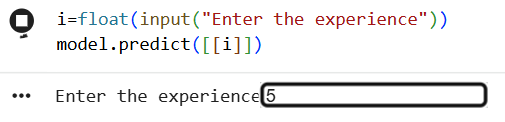 i=float(input("Enter the experience"))
model.predict([[i]])
Enter the experience 5